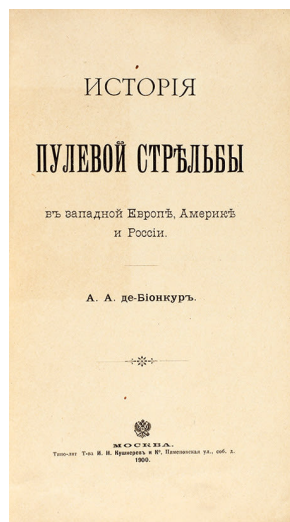 ИСТОРІЯ
ПУЛЕВОЙ СТРѢЛЬБЫ
въ западной Европѣ, Америкѣ
и Россіи.
А. А. де-Біонкуръ.
МОСКВА.
Типо-лит. Т-ва И. Н. Кушнеревъ и Ко, Пименовская ул., соб. д.
1900.